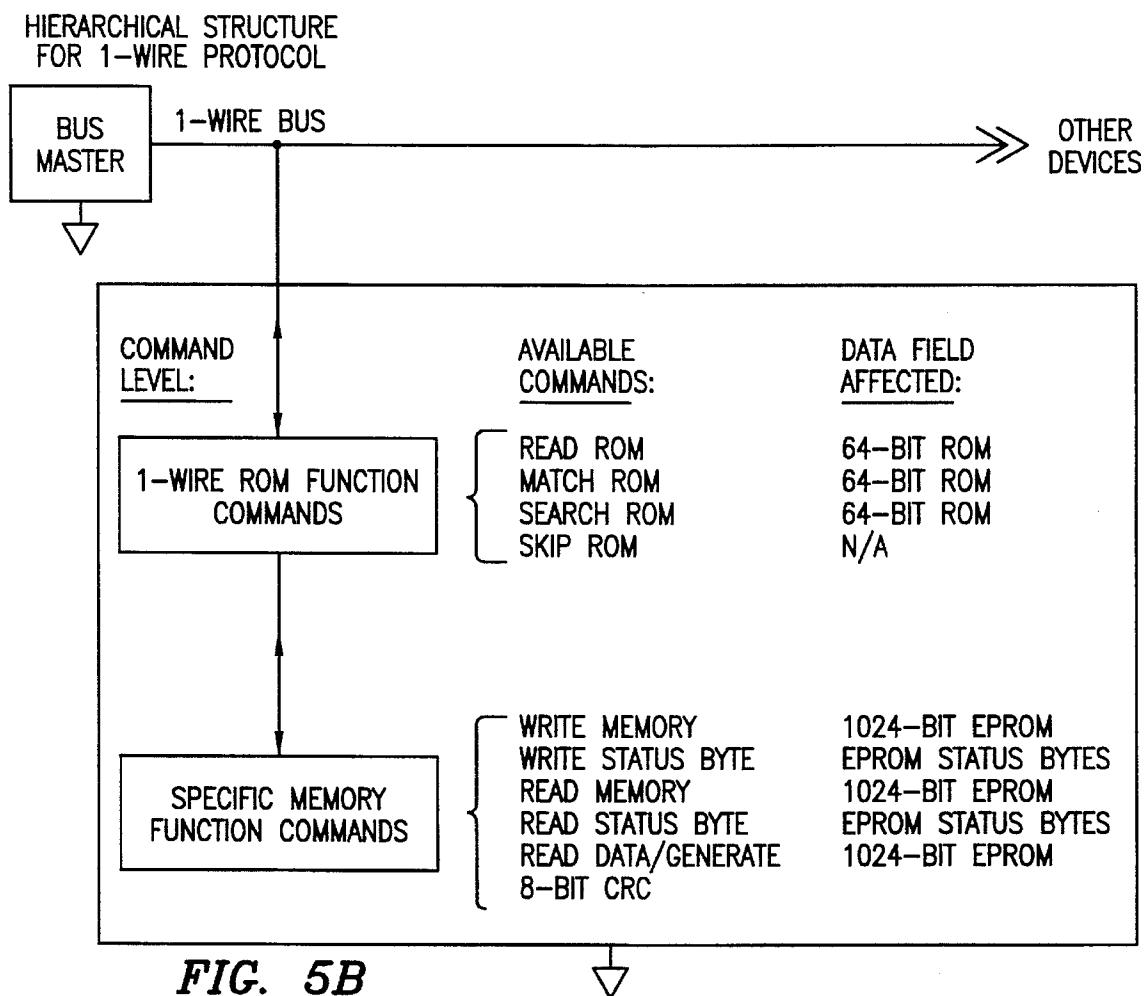 HIERARCHICAL STRUCTURE
FOR 1-WIRE PROTOCOL
BUS
MASTER
1-WIRE BUS
OTHER
DEVICES
COMMAND
LEVEL:
AVAILABLE
COMMANDS:
DATA FIELD
AFFECTED:
1-WIRE ROM FUNCTION
COMMANDS
READ ROM 64-BIT ROM
MATCH ROM 64-BIT ROM
SEARCH ROM 64-BIT ROM
SKIP ROM N/A
SPECIFIC MEMORY
FUNCTION COMMANDS
WRITE MEMORY 1024-BIT EPROM
WRITE STATUS BYTE EPROM STATUS BYTES
READ MEMORY 1024-BIT EPROM
READ STATUS BYTE EPROM STATUS BYTES
READ DATA/GENERATE 1024-BIT EPROM
8-BIT CRC
FIG. 5B